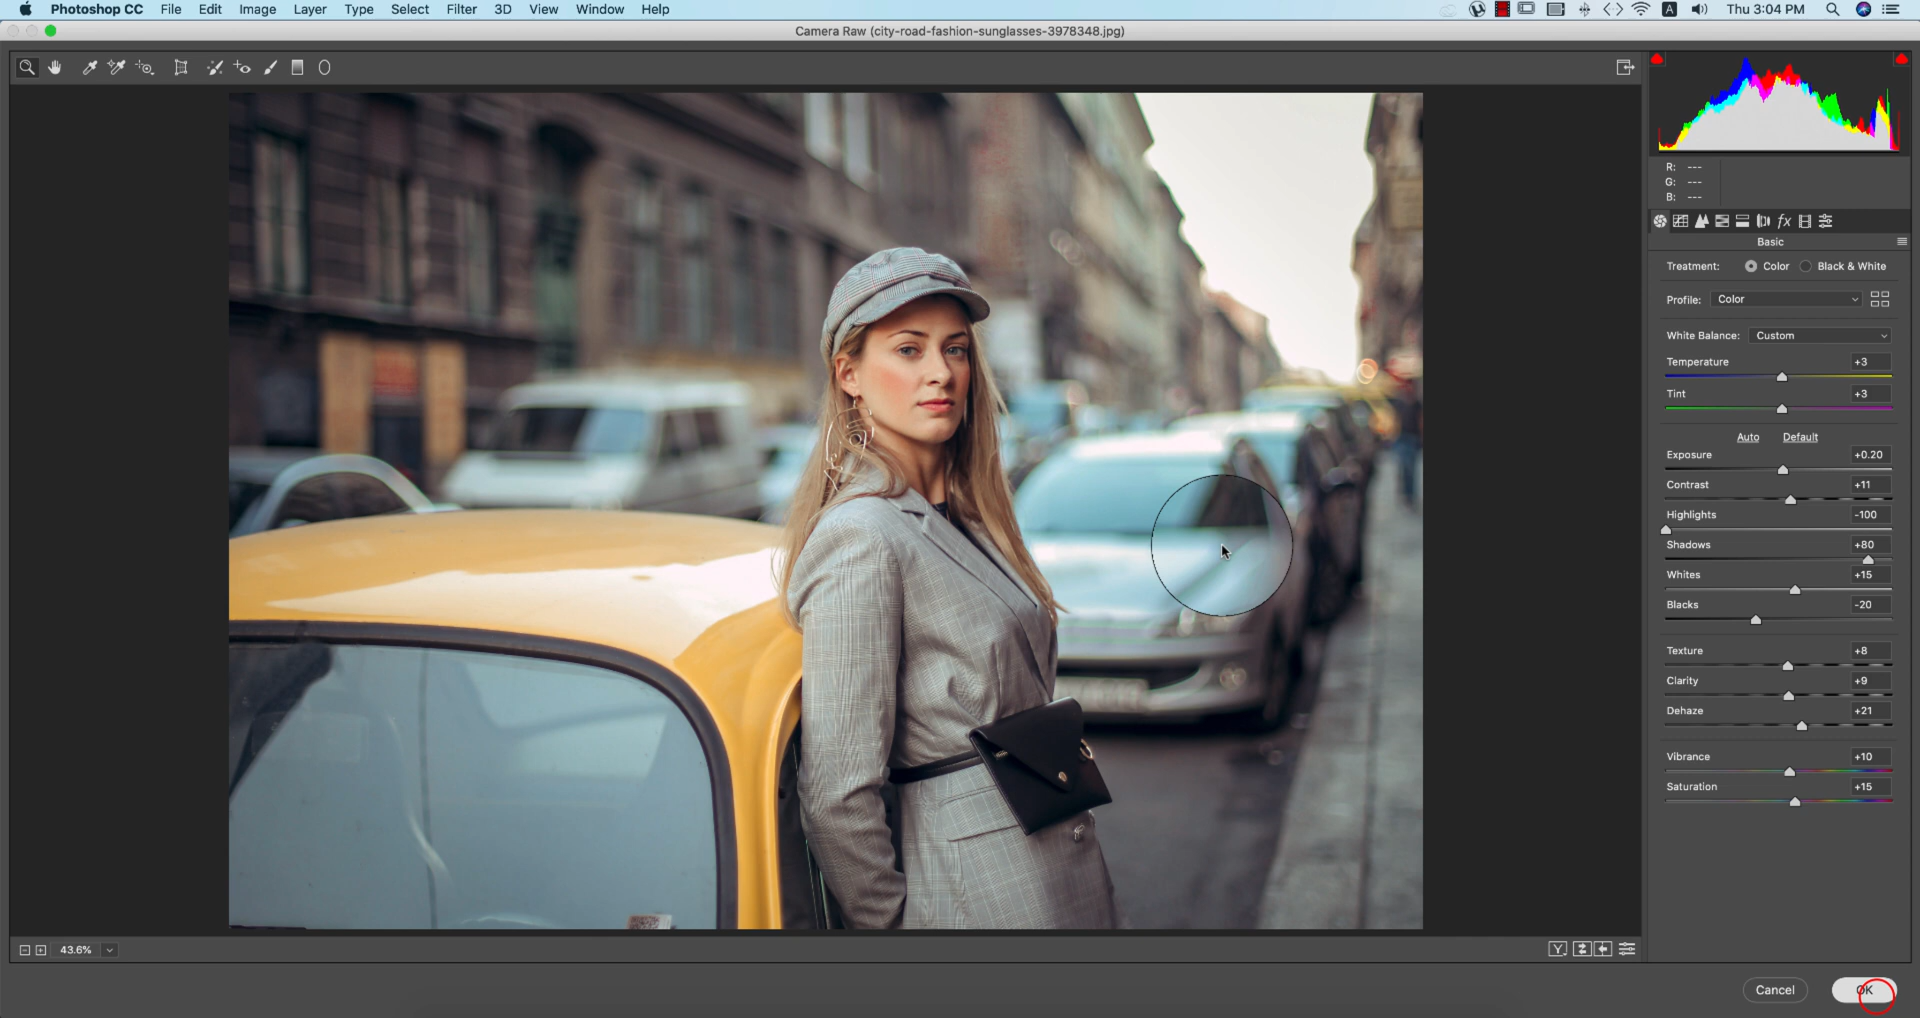 Photoshop CC File Edit Image Layer Type Select Filter 3D View Window Help A Thu 3:04 PM
Camera Raw (city-road-fashion-sunglasses-3978348.jpg)
R: ---
G: ---
B: ---
fx
Basic
Treatment: Color Black & White
Profile: Color
White Balance: Custom
Temperature +3
Tint +3
Auto Default
Exposure +0.20
Contrast +11
Highlights -100
Shadows +80
Whites +15
Blacks -20
Texture +8
Clarity +9
Dehaze +21
Vibrance +10
Saturation +15
43.6% Y
Cancel OK